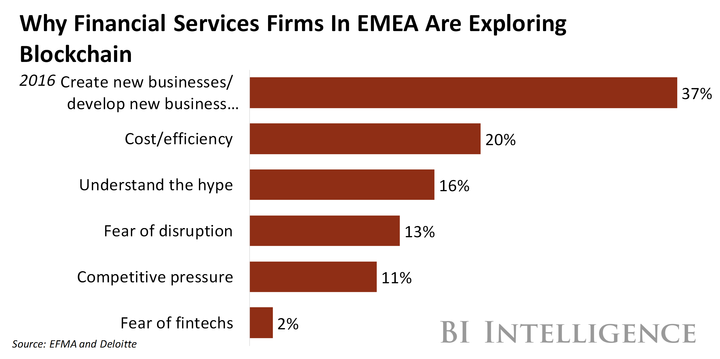 Why Financial Services Firms In EMEA Are Exploring
Blockchain
2016 Create new businesses/
develop new business…
37%
Cost/efficiency
20%
Understand the hype
16%
Fear of disruption
13%
Competitive pressure
11%
Fear of fintechs
2%
Source: EFMA and Deloitte
BI INTELLIGENCE